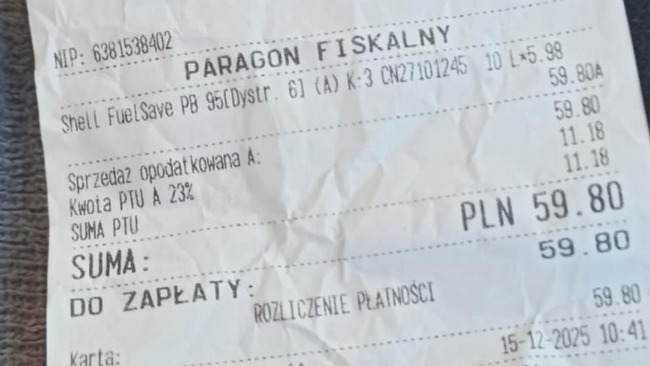 NIP: 6381538402
PARAGON FISKALNY
Shell FuelSave PB 95[Dystr. 6] (A) K:3 CN27101245 10 L*5.98
59.80A
Sprzedaż opodatkowana A: 59.80
Kwota PTU A 23% 11.18
SUMA PTU 11.18
SUMA: PLN 59.80
DO ZAPŁATY: 59.80
ROZLICZENIE PŁATNOŚCI
Karta: 59.80
15-12-2025 10:41